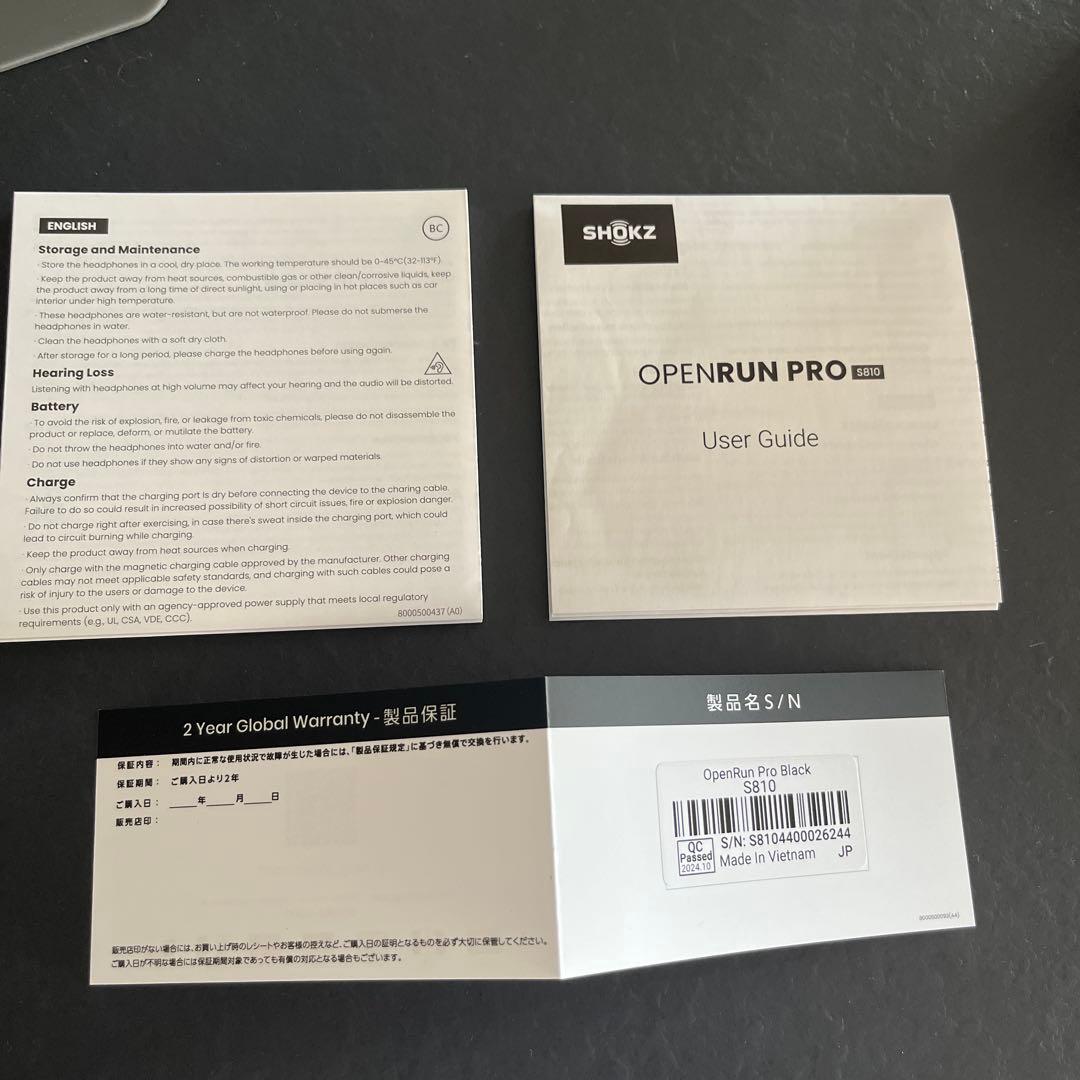 ENGLISH
BC
Storage and Maintenance
· Store the headphones in a cool, dry place. The working temperature should be 0-45°C(32-113°F).
· Keep the product away from heat sources, combustible gas or other clean/corrosive liquids, keep
the product away from a long time of direct sunlight, using or placing in hot places such as car
interior under high temperature.
· These headphones are water-resistant, but are not waterproof. Please do not submerse the
headphones in water.
· Clean the headphones with a soft dry cloth.
· After storage for a long period, please charge the headphones before using again.
Hearing Loss
Listening with headphones at high volume may affect your hearing and the audio will be distorted.
Battery
· To avoid the risk of explosion, fire, or leakage from toxic chemicals, please do not disassemble the
product or replace, deform, or mutilate the battery.
· Do not throw the headphones into water and/or fire.
· Do not use headphones if they show any signs of distortion or warped materials.
Charge
· Always confirm that the charging port is dry before connecting the device to the charing cable.
Failure to do so could result in increased possibility of short circuit issues, fire or explosion danger.
· Do not charge right after exercising, in case there's sweat inside the charging port, which could
lead to circuit burning while charging.
· Keep the product away from heat sources when charging.
· Only charge with the magnetic charging cable approved by the manufacturer. Other charging
cables may not meet applicable safety standards, and charging with such cables could pose a
risk of injury to the users or damage to the device.
· Use this product only with an agency-approved power supply that meets local regulatory
requirements (e.g., UL, CSA, VDE, CCC).
8000500437 (A0)
SHOKZ
OPENRUN PRO S810
User Guide
2 Year Global Warranty - 製品保証
保証内容： 期間内に正常な使用状況で故障が生じた場合には、「製品保証規定」に基づき無償で交換を行います。
保証期間： ご購入日より2年
ご購入日： _____年_____月_____日
販売店印：
販売店印がない場合には、お買い上げ時のレシートやお客様の控えなど、ご購入日の証明となるものを必ず大切に保管してください。
ご購入日が不明な場合には保証期間対象であっても有償の対応となる場合もございます。
製品名S/N
OpenRun Pro Black
S810
S/N: S8104400026244
QC
Passed
2024.10
Made In Vietnam
JP
8000500093(A4)